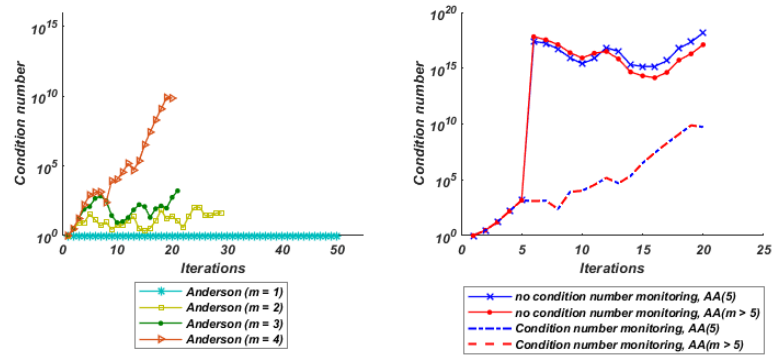 10^15
10^10
10^5
10^0
Condition number
0
10
20
30
40
50
Iterations
Anderson (m = 1)
Anderson (m = 2)
Anderson (m = 3)
Anderson (m = 4)
10^20
10^15
10^10
10^5
10^0
Condition number
0
5
10
15
20
25
Iterations
no condition number monitoring, AA(5)
no condition number monitoring, AA(m > 5)
Condition number monitoring, AA(5)
Condition number monitoring, AA(m > 5)